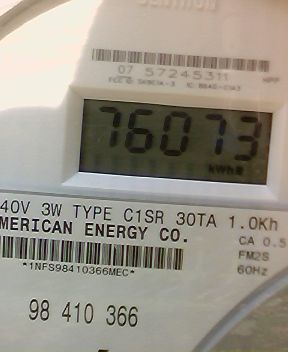 07 57245311
76073
kWh
40V 3W TYPE C1SR 30TA 1.0Kh
MERICAN ENERGY CO.
CA 0.5
*1NFS98410366MEC*
FM2S
60Hz
98 410 366